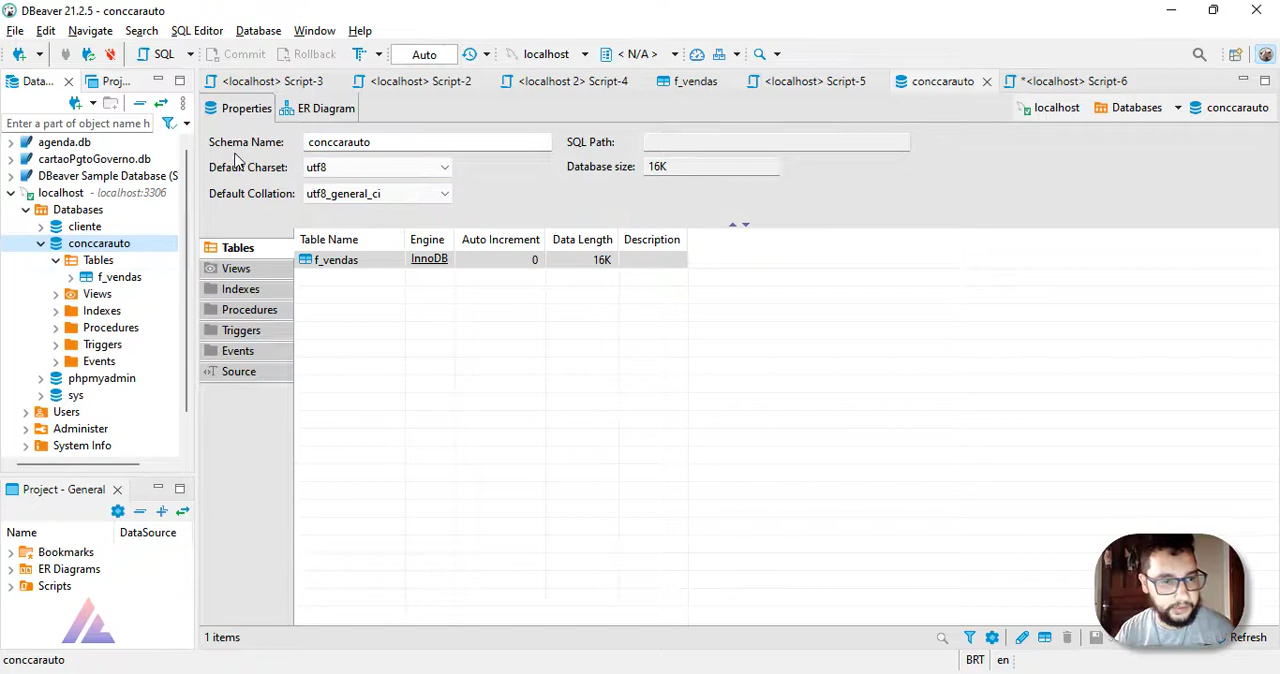 DBeaver 21.2.5 - conccarauto
File Edit Navigate Search SQL Editor Database Window Help
SQL Commit Rollback Auto localhost < N/A >
Data... Proj...
<localhost> Script-3 <localhost> Script-2 <localhost 2> Script-4 f_vendas <localhost> Script-5 conccarauto *<localhost> Script-6
Enter a part of object name h
Properties ER Diagram localhost Databases conccarauto
agenda.db
cartaoPgtoGoverno.db
DBeaver Sample Database (S
localhost - localhost:3306
Databases
cliente
conccarauto
Tables
f_vendas
Views
Indexes
Procedures
Triggers
Events
phpmyadmin
sys
Users
Administer
System Info
Schema Name: conccarauto SQL Path:
Default Charset: utf8 Database size: 16K
Default Collation: utf8_general_ci
Tables
Views
Indexes
Procedures
Triggers
Events
Source
Table Name Engine Auto Increment Data Length Description
f_vendas InnoDB 0 16K
Project - General
Name DataSource
Bookmarks
ER Diagrams
Scripts
1 items
Refresh
conccarauto
BRT en